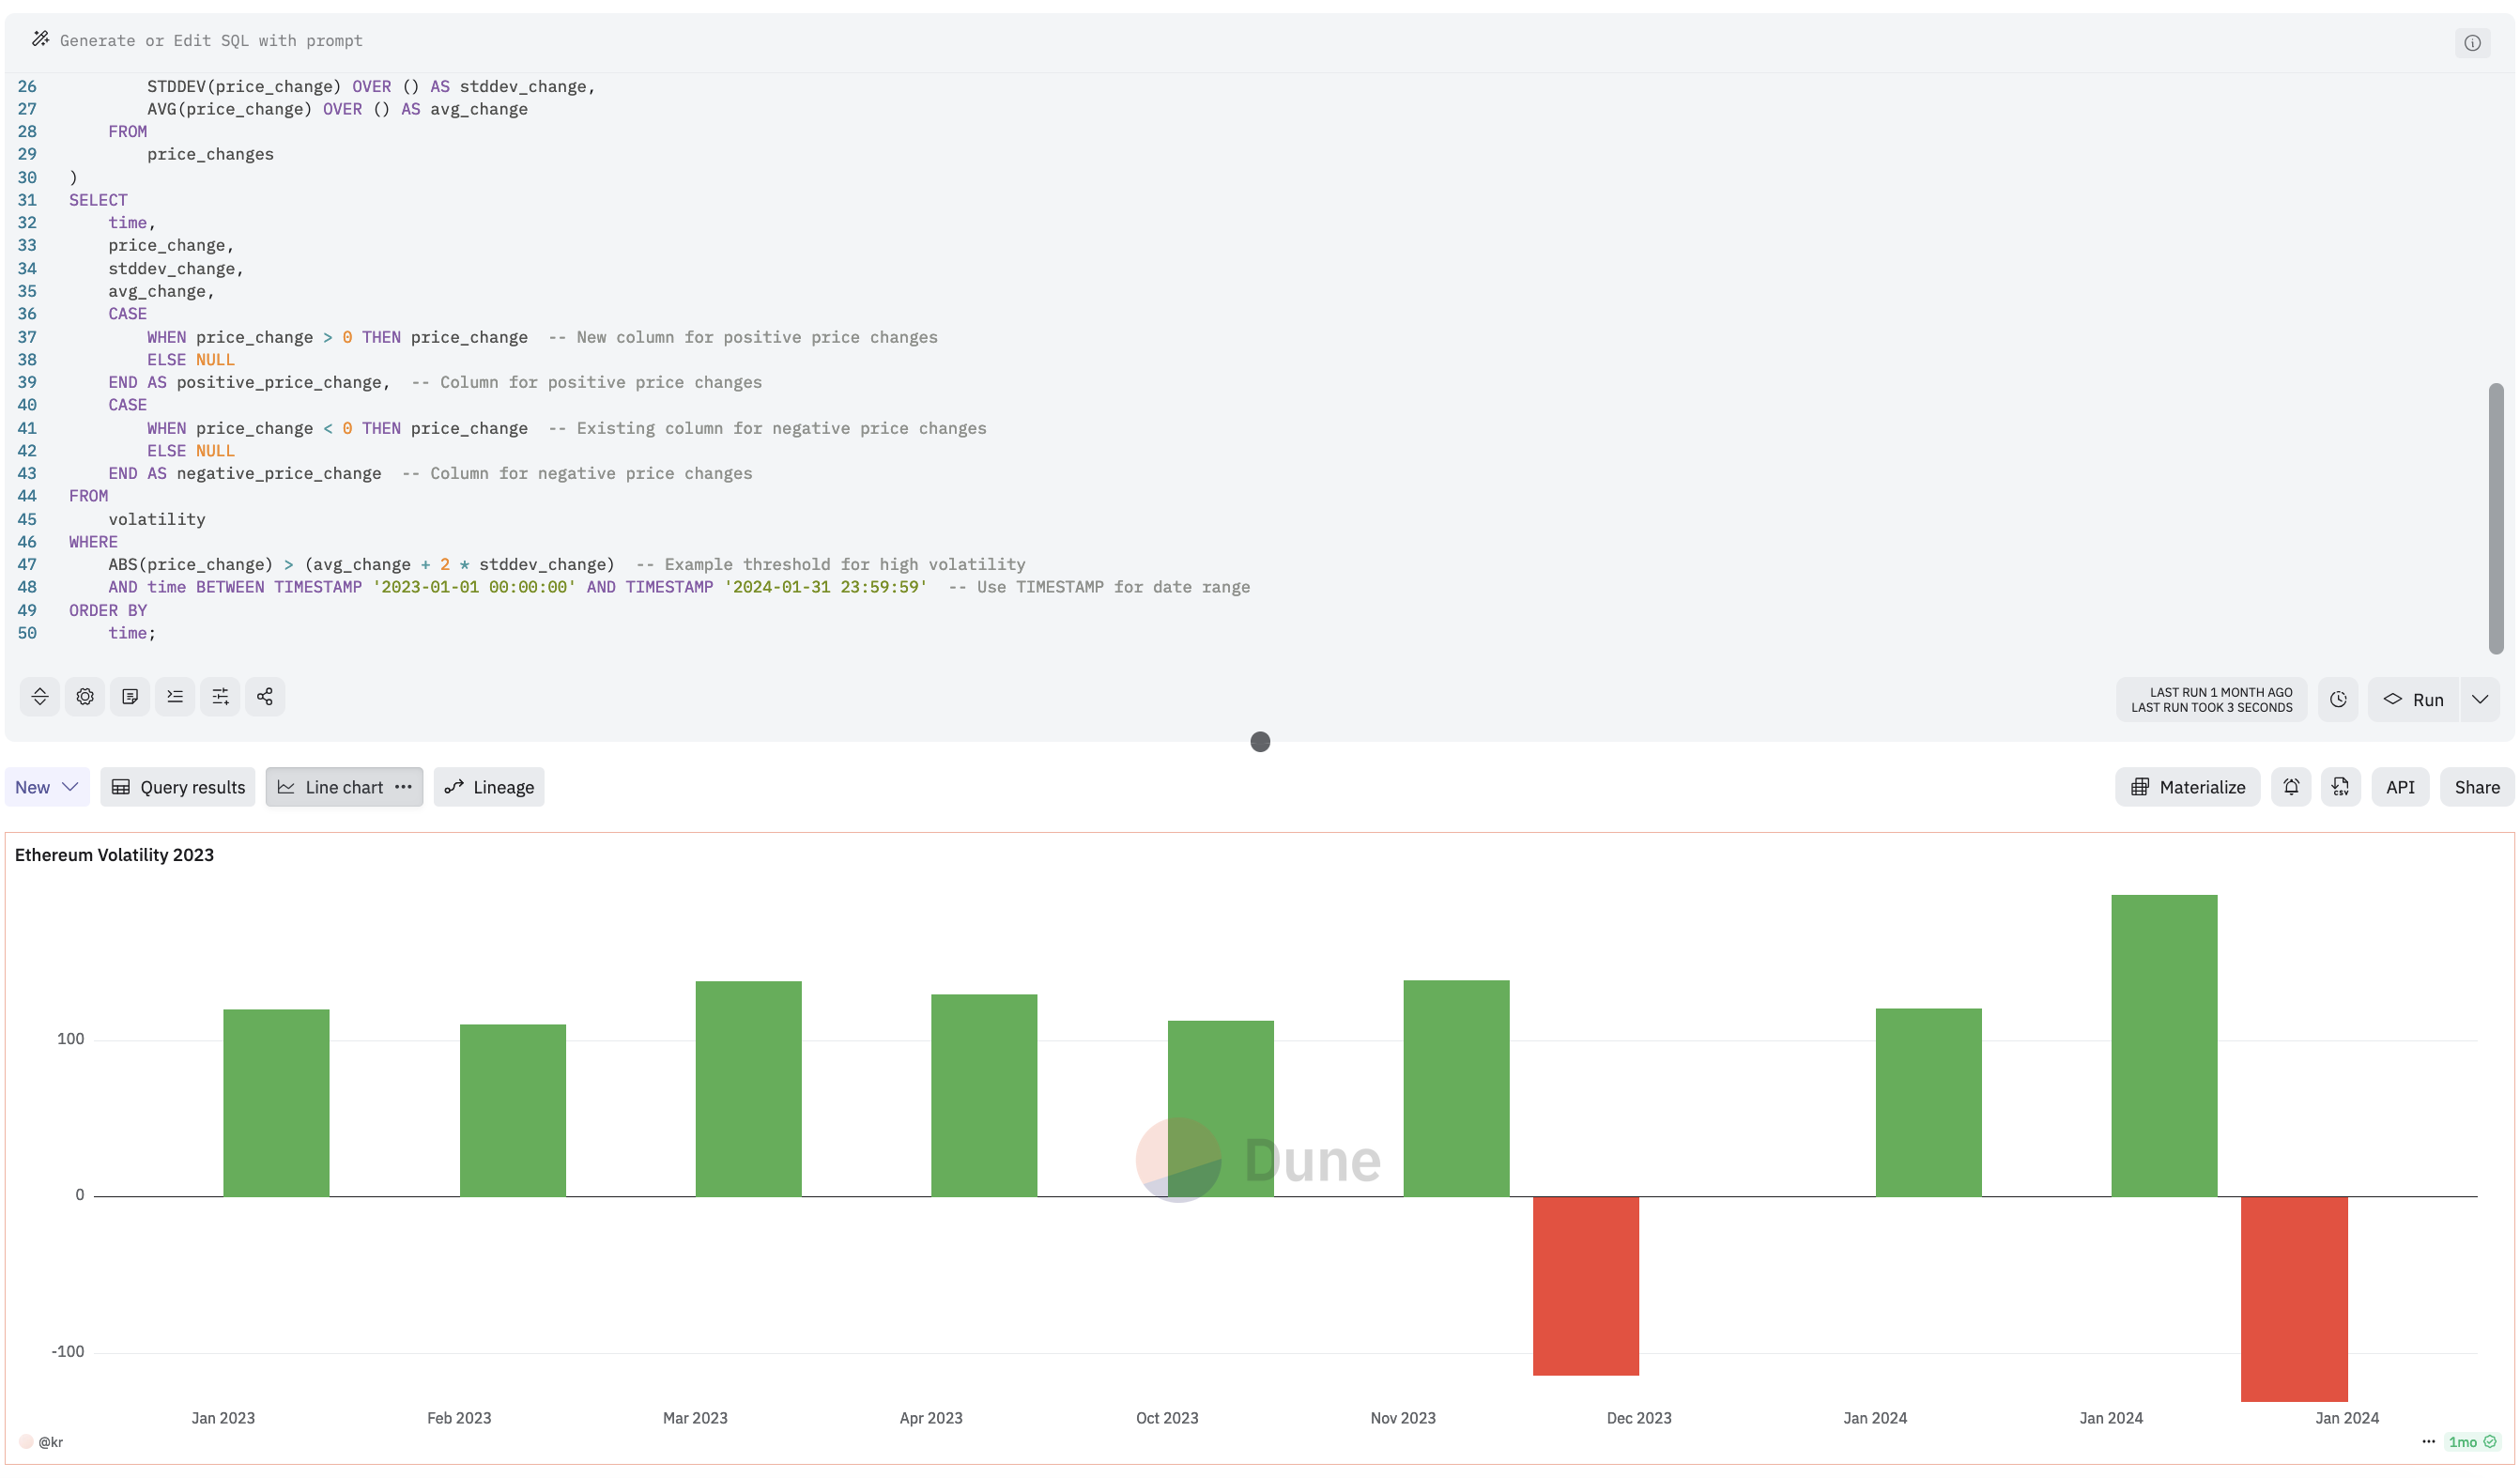 Generate or Edit SQL with prompt
26 STDDEV(price_change) OVER () AS stddev_change,
27 AVG(price_change) OVER () AS avg_change
28 FROM
29 price_changes
30 )
31 SELECT
32 time,
33 price_change,
34 stddev_change,
35 avg_change,
36 CASE
37 WHEN price_change > 0 THEN price_change -- New column for positive price changes
38 ELSE NULL
39 END AS positive_price_change, -- Column for positive price changes
40 CASE
41 WHEN price_change < 0 THEN price_change -- Existing column for negative price changes
42 ELSE NULL
43 END AS negative_price_change -- Column for negative price changes
44 FROM
45 volatility
46 WHERE
47 ABS(price_change) > (avg_change + 2 * stddev_change) -- Example threshold for high volatility
48 AND time BETWEEN TIMESTAMP '2023-01-01 00:00:00' AND TIMESTAMP '2024-01-31 23:59:59' -- Use TIMESTAMP for date range
49 ORDER BY
50 time;
LAST RUN 1 MONTH AGO
LAST RUN TOOK 3 SECONDS
Run
New Query results Line chart ••• Lineage Materialize CSV API Share
Ethereum Volatility 2023
100
0
-100
Dune
Jan 2023 Feb 2023 Mar 2023 Apr 2023 Oct 2023 Nov 2023 Dec 2023 Jan 2024 Jan 2024 Jan 2024
@kr ••• 1mo